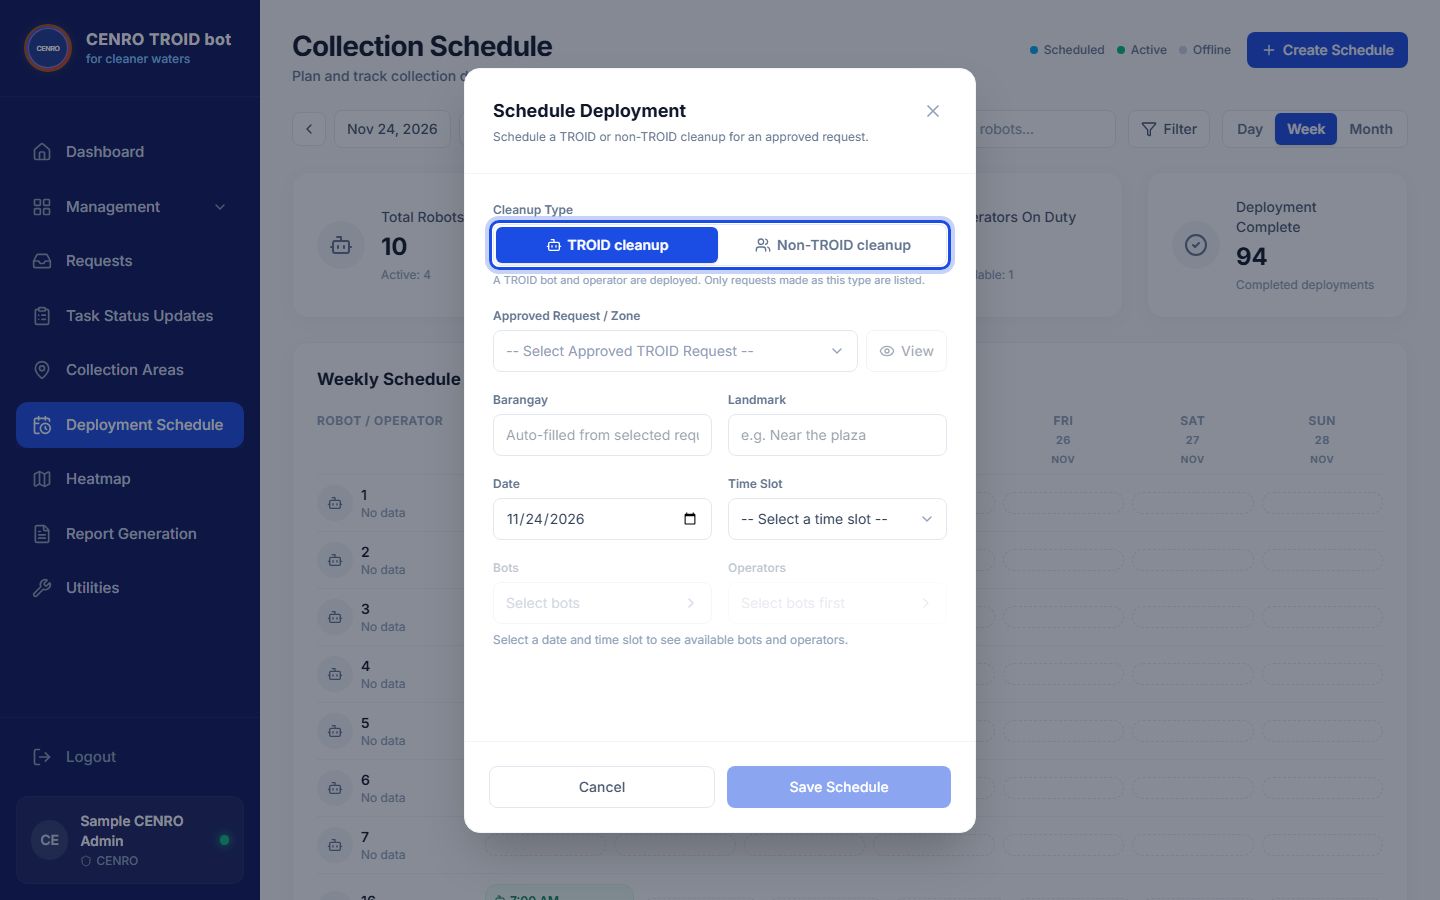 CENRO
CENRO TROID bot
for cleaner waters
Dashboard
Management
Requests
Task Status Updates
Collection Areas
Deployment Schedule
Heatmap
Report Generation
Utilities
Logout
CE
Sample CENRO
Admin
CENRO
Collection Schedule
Plan and track collection
Scheduled
Active
Offline
Create Schedule
Nov 24, 2026
robots...
Filter
Day
Week
Month
Total Robots
10
Active: 4
erators On Duty
lable: 1
Deployment
Complete
94
Completed deployments
Weekly Schedule
ROBOT / OPERATOR
FRI
26
NOV
SAT
27
NOV
SUN
28
NOV
1
No data
2
No data
3
No data
4
No data
5
No data
6
No data
7
No data
Schedule Deployment
Schedule a TROID or non-TROID cleanup for an approved request.
Cleanup Type
TROID cleanup
Non-TROID cleanup
A TROID bot and operator are deployed. Only requests made as this type are listed.
Approved Request / Zone
-- Select Approved TROID Request --
View
Barangay
Landmark
Auto-filled from selected requ
e.g. Near the plaza
Date
Time Slot
11/24/2026
-- Select a time slot --
Bots
Operators
Select bots
Select bots first
Select a date and time slot to see available bots and operators.
Cancel
Save Schedule